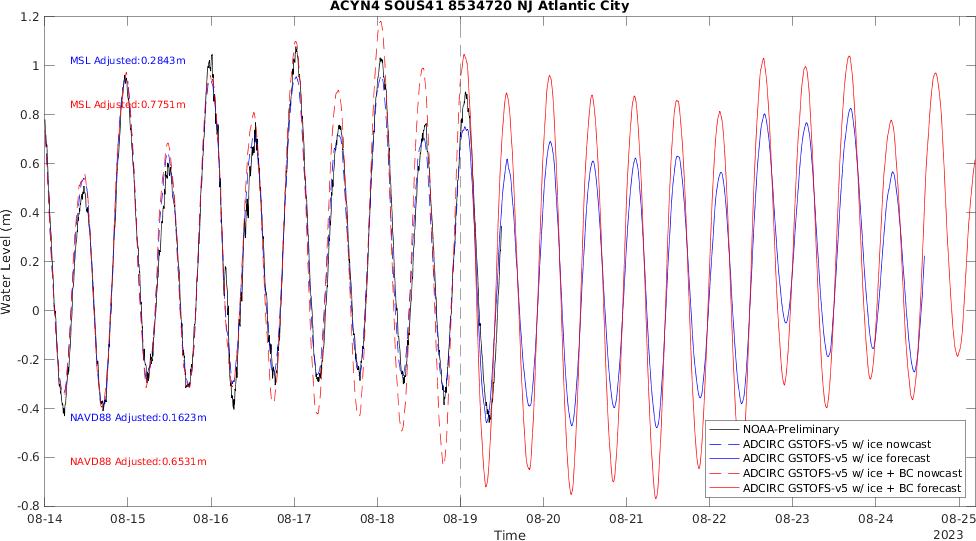 ACYN4 SOUS41 8534720 NJ Atlantic City
1.2
1
0.8
0.6
0.4
0.2
0
-0.2
-0.4
-0.6
-0.8
Water Level (m)
MSL Adjusted:0.2843m
MSL Adjusted:0.7751m
NAVD88 Adjusted:0.1623m
NAVD88 Adjusted:0.6531m
NOAA-Preliminary
ADCIRC GSTOFS-v5 w/ ice nowcast
ADCIRC GSTOFS-v5 w/ ice forecast
ADCIRC GSTOFS-v5 w/ ice + BC nowcast
ADCIRC GSTOFS-v5 w/ ice + BC forecast
08-14 08-15 08-16 08-17 08-18 08-19 08-20 08-21 08-22 08-23 08-24 08-25
Time
2023